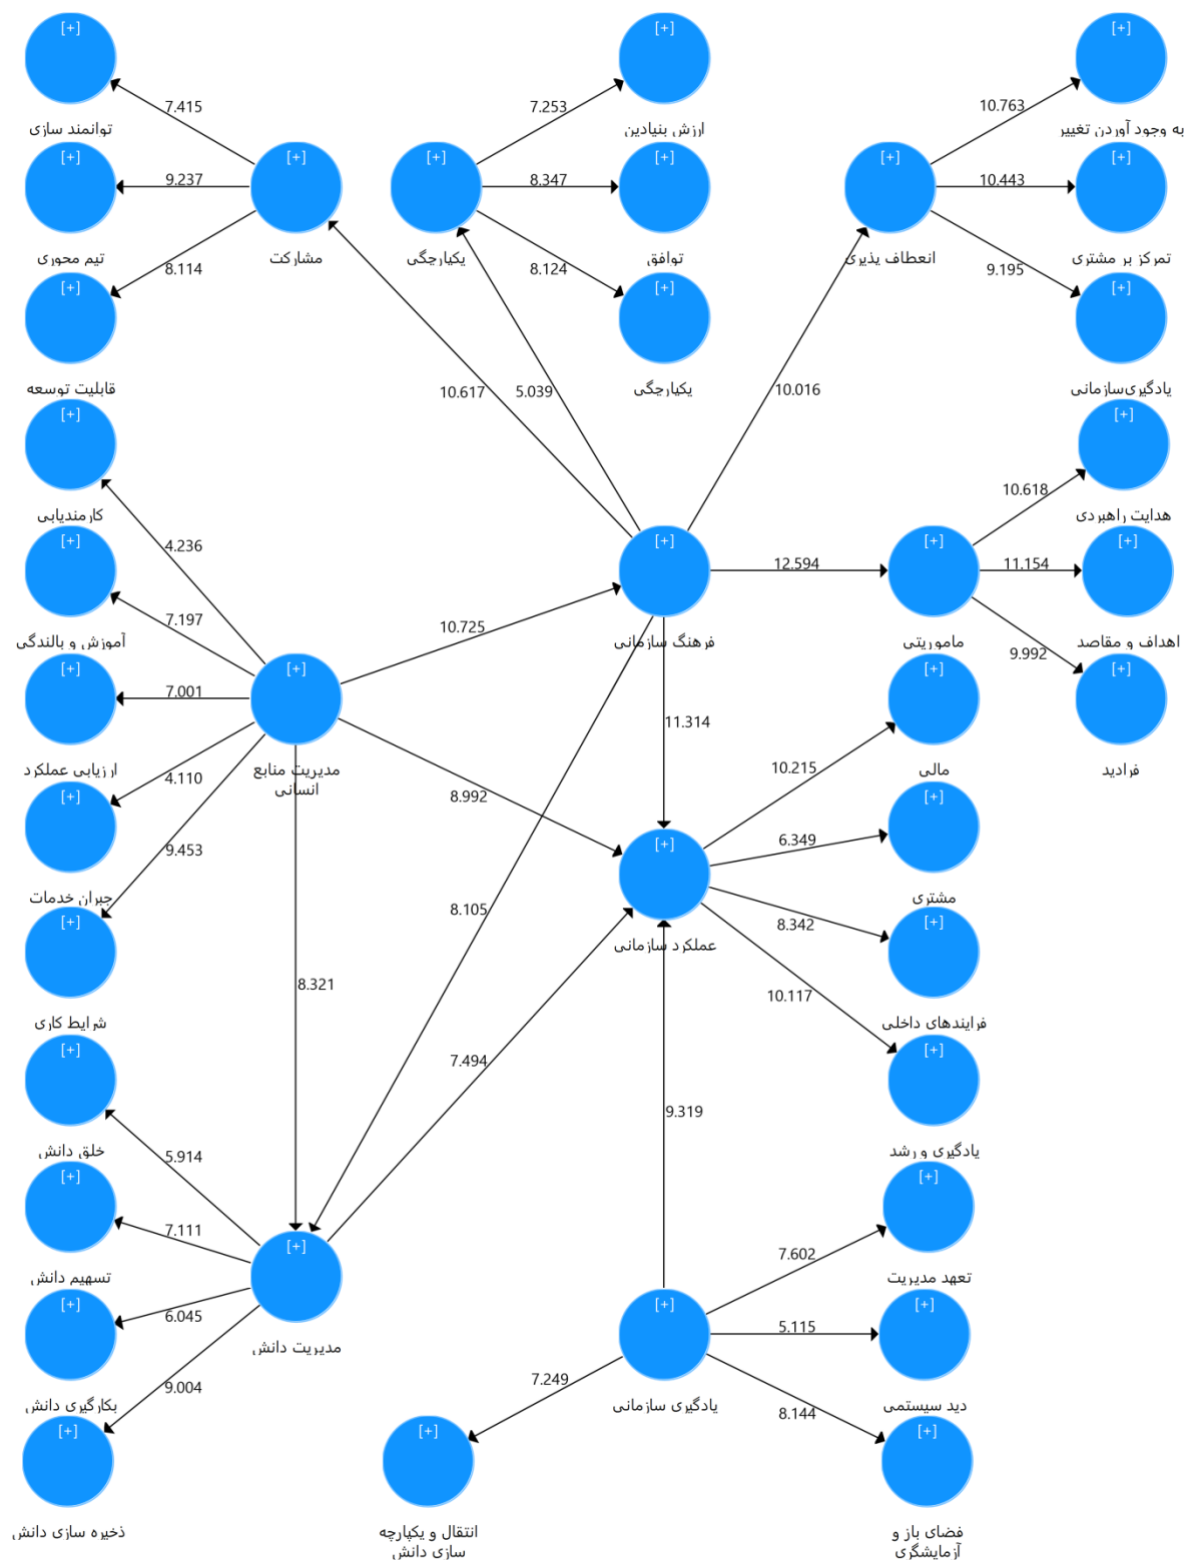 [+]
[+]
[+]
7.415
7.253
10.763
توانمند سازی
ارزش بنیادین
به وجود آوردن تغییر
[+]
[+]
[+]
[+]
[+]
[+]
9.237
8.347
10.443
تیم محوری
مشارکت
یکپارچگی
توافق
انعطاف پذیری
تمرکز بر مشتری
8.114
8.124
9.195
[+]
[+]
[+]
قابلیت توسعه
یکپارچگی
یادگیری سازمانی
10.617
5.039
10.016
[+]
[+]
10.618
کارمندیابی
هدایت راهبردی
4.236
[+]
[+]
[+]
[+]
12.594
11.154
7.197
10.725
آموزش و بالندگی
فرهنگ سازمانی
ماموریتی
اهداف و مقاصد
9.992
[+]
[+]
[+]
[+]
7.001
11.314
ارزیابی عملکرد
مدیریت منابع
انسانی
مالی
فرادید
4.110
10.215
8.992
[+]
[+]
[+]
9.453
6.349
جبران خدمات
مشتری
8.105
8.342
[+]
[+]
عملکرد سازمانی
8.321
10.117
شرایط کاری
فرایندهای داخلی
[+]
[+]
7.494
9.319
خلق دانش
یادگیری و رشد
5.914
[+]
[+]
7.111
[+]
7.602
تسهیم دانش
تعهد مدیریت
[+]
[+]
[+]
6.045
5.115
مدیریت دانش
7.249
9.004
بکارگیری دانش
یادگیری سازمانی
دید سیستمی
8.144
[+]
[+]
[+]
ذخیره سازی دانش
انتقال و یکپارچه
سازی دانش
فضای باز و
آزمایشگری